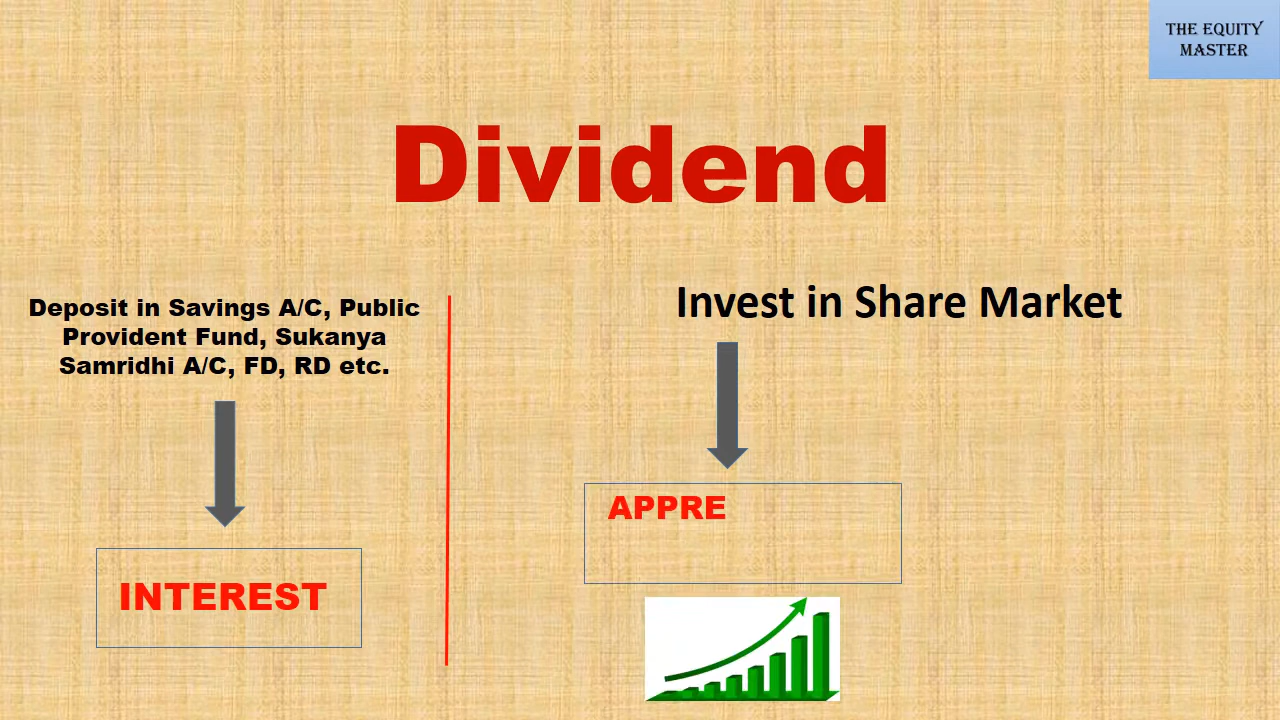 THE EQUITY
MASTER
Dividend
Deposit in Savings A/C, Public
Provident Fund, Sukanya
Samridhi A/C, FD, RD etc.
INTEREST
Invest in Share Market
APPRE